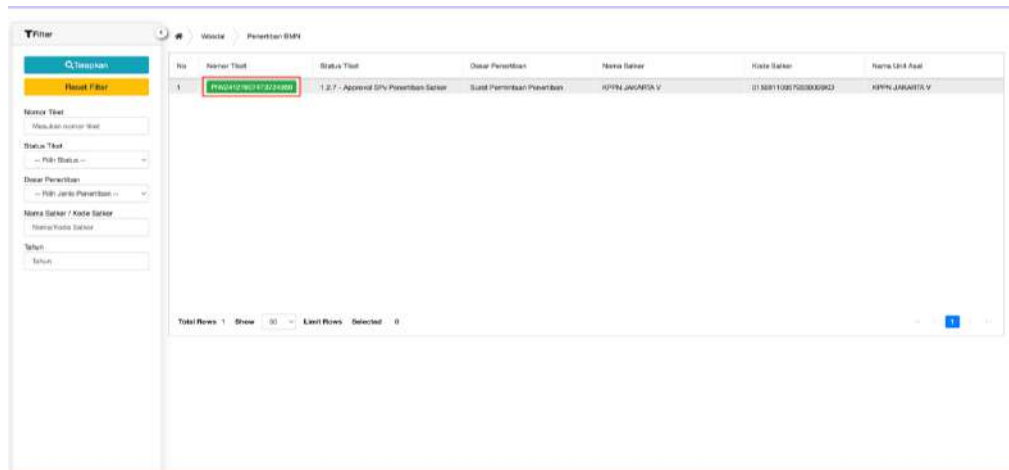 Filter
Terapkan
Reset Filter
Nomor Tiket
Masukan nomor tiket
Status Tiket
-- Pilih Status --
Dasar Penertiban
-- Pilih Jenis Penertiban --
Nama Satker / Kode Satker
Nama/Kode Satker
Tahun
Tahun
Wasdal
Penertiban BMN
No
Nomor Tiket
Status Tiket
Dasar Penertiban
Nama Satker
Kode Satker
Nama Unit Asal
1
1.2.7 - Approval SPV Penertiban Satker
Surat Permintaan Penertiban
KPPN JAKARTA V
KPPN JAKARTA V
Total Rows 1 Show 50 Limit Rows Selected 0
1